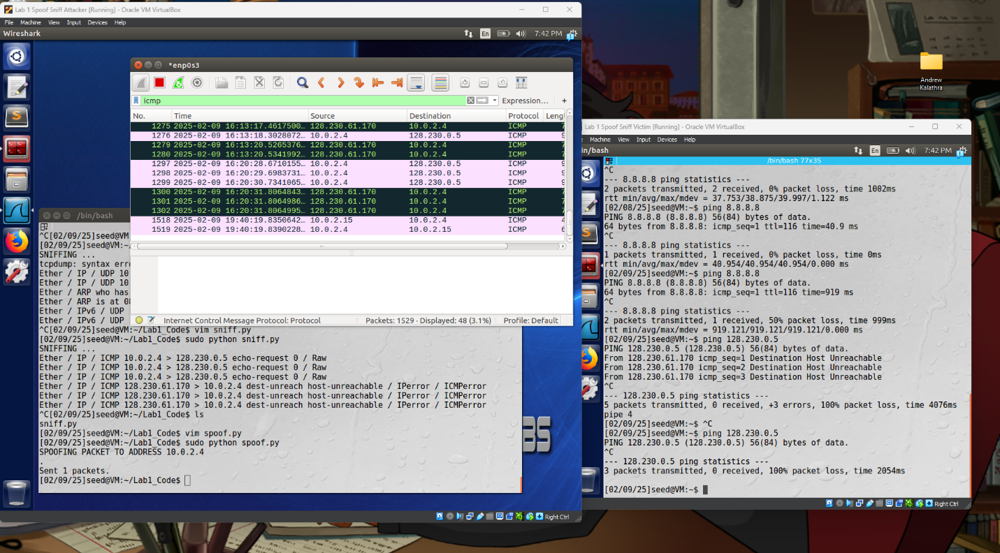 Lab 1 Spoof Sniff Attacker [Running] - Oracle VM VirtualBox
File Machine View Input Devices Help
Wireshark
En
7:42 PM
*enp0s3
icmp
Expression…
+
No. Time Source Destination Protocol Lengt
1275 2025-02-09 16:13:17.4617500… 128.230.61.170 10.0.2.4 ICMP 7
1276 2025-02-09 16:13:18.3028072… 10.0.2.4 128.230.0.5 ICMP 9
1279 2025-02-09 16:13:20.5265376… 128.230.61.170 10.0.2.4 ICMP 7
1280 2025-02-09 16:13:20.5341992… 128.230.61.170 10.0.2.4 ICMP 7
1297 2025-02-09 16:20:28.6710155… 10.0.2.4 128.230.0.5 ICMP 9
1298 2025-02-09 16:20:29.6983731… 10.0.2.4 128.230.0.5 ICMP 9
1299 2025-02-09 16:20:30.7341065… 10.0.2.4 128.230.0.5 ICMP 9
1300 2025-02-09 16:20:31.8064843… 128.230.61.170 10.0.2.4 ICMP 7
1301 2025-02-09 16:20:31.8064986… 128.230.61.170 10.0.2.4 ICMP 7
1302 2025-02-09 16:20:31.8064995… 128.230.61.170 10.0.2.4 ICMP 7
1518 2025-02-09 19:40:19.8350642… 10.0.2.15 10.0.2.4 ICMP 4
1519 2025-02-09 19:40:19.8390228… 10.0.2.4 10.0.2.15 ICMP 6
Internet Control Message Protocol: Protocol
Packets: 1529 · Displayed: 48 (3.1%)
Profile: Default
/bin/bash
^C[02/09/25]seed@VM
[02/09/25]seed@VM:~/
SNIFFING ...
tcpdump: syntax erro
Ether / IP / UDP 10
Ether / IP / UDP 10
Ether / ARP who has
Ether / ARP is at 08
Ether / IPv6 / UDP
Ether / IPv6 / UDP
^C[02/09/25]seed@VM:~/Lab1_Code$ vim sniff.py
[02/09/25]seed@VM:~/Lab1_Code$ sudo python sniff.py
SNIFFING ...
Ether / IP / ICMP 10.0.2.4 > 128.230.0.5 echo-request 0 / Raw
Ether / IP / ICMP 10.0.2.4 > 128.230.0.5 echo-request 0 / Raw
Ether / IP / ICMP 10.0.2.4 > 128.230.0.5 echo-request 0 / Raw
Ether / IP / ICMP 128.230.61.170 > 10.0.2.4 dest-unreach host-unreachable / IPerror / ICMPerror
Ether / IP / ICMP 128.230.61.170 > 10.0.2.4 dest-unreach host-unreachable / IPerror / ICMPerror
Ether / IP / ICMP 128.230.61.170 > 10.0.2.4 dest-unreach host-unreachable / IPerror / ICMPerror
^C[02/09/25]seed@VM:~/Lab1_Code$ ls
sniff.py
[02/09/25]seed@VM:~/Lab1_Code$ vim spoof.py
[02/09/25]seed@VM:~/Lab1_Code$ sudo python spoof.py
SPOOFING PACKET TO ADDRESS 10.0.2.4
.
Sent 1 packets.
[02/09/25]seed@VM:~/Lab1_Code$
Right Ctrl
Andrew
Kalathra
Lab 1 Spoof Sniff Victim [Running] - Oracle VM VirtualBox
Machine View Input Devices Help
in/bash
En
7:42 PM
/bin/bash 77x35
^C
--- 8.8.8.8 ping statistics ---
2 packets transmitted, 2 received, 0% packet loss, time 1002ms
rtt min/avg/max/mdev = 37.753/38.875/39.997/1.122 ms
[02/08/25]seed@VM:~$ ping 8.8.8.8
PING 8.8.8.8 (8.8.8.8) 56(84) bytes of data.
64 bytes from 8.8.8.8: icmp_seq=1 ttl=116 time=40.9 ms
^C
--- 8.8.8.8 ping statistics ---
1 packets transmitted, 1 received, 0% packet loss, time 0ms
rtt min/avg/max/mdev = 40.954/40.954/40.954/0.000 ms
[02/09/25]seed@VM:~$ ping 8.8.8.8
PING 8.8.8.8 (8.8.8.8) 56(84) bytes of data.
64 bytes from 8.8.8.8: icmp_seq=1 ttl=116 time=919 ms
^C
--- 8.8.8.8 ping statistics ---
2 packets transmitted, 1 received, 50% packet loss, time 999ms
rtt min/avg/max/mdev = 919.121/919.121/919.121/0.000 ms
[02/09/25]seed@VM:~$ ping 128.230.0.5
PING 128.230.0.5 (128.230.0.5) 56(84) bytes of data.
From 128.230.61.170 icmp_seq=1 Destination Host Unreachable
From 128.230.61.170 icmp_seq=2 Destination Host Unreachable
From 128.230.61.170 icmp_seq=3 Destination Host Unreachable
^C
--- 128.230.0.5 ping statistics ---
5 packets transmitted, 0 received, +3 errors, 100% packet loss, time 4076ms
pipe 4
[02/09/25]seed@VM:~$ ^C
[02/09/25]seed@VM:~$ ping 128.230.0.5
PING 128.230.0.5 (128.230.0.5) 56(84) bytes of data.
^C
--- 128.230.0.5 ping statistics ---
3 packets transmitted, 0 received, 100% packet loss, time 2054ms
[02/09/25]seed@VM:~$
Right Ctrl